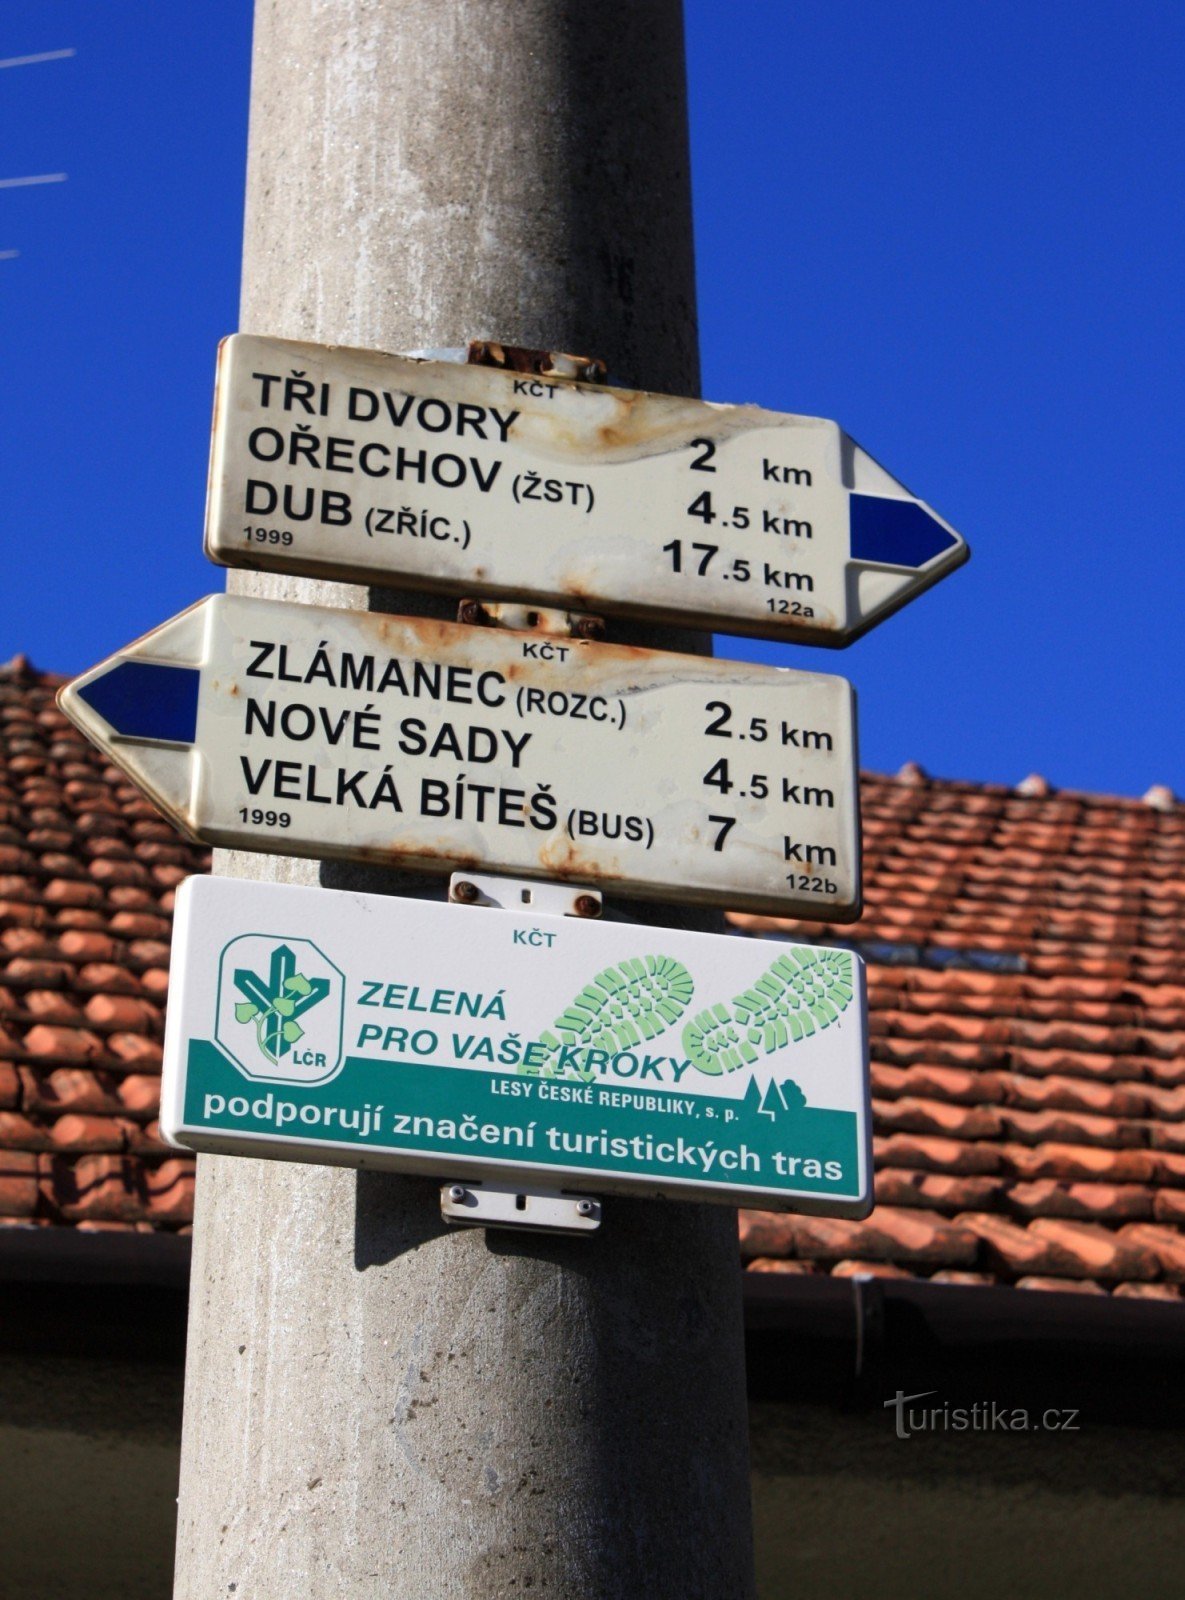 KČT
TŘI DVORY 2 km
OŘECHOV (ŽST) 4.5 km
DUB (ZŘÍC.) 17.5 km
1999 122a
KČT
ZLÁMANEC (ROZC.) 2.5 km
NOVÉ SADY 4.5 km
VELKÁ BÍTEŠ (BUS) 7 km
1999 122b
KČT
ZELENÁ
PRO VAŠE KROKY
LČR
LESY ČESKÉ REPUBLIKY, s. p.
podporují značení turistických tras
Turistika.cz